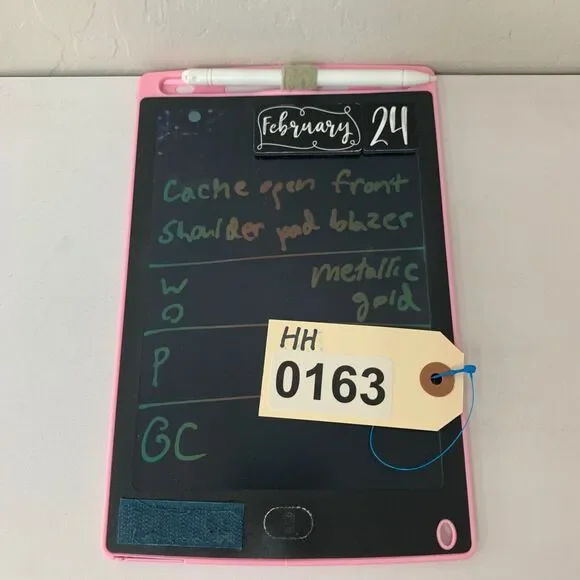 February 24
Cache open front
shoulder pad blazer
W metallic
O gold
P
HH
0163
GC